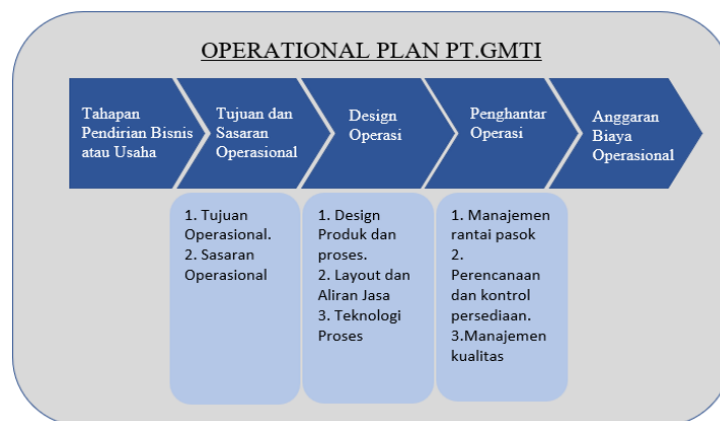 OPERATIONAL PLAN PT.GMTI
Tahapan
Pendirian Bisnis
atau Usaha
Tujuan dan
Sasaran
Operasional
Design
Operasi
Penghantar
Operasi
Anggaran
Biaya
Operasional
1. Tujuan
Operasional.
2. Sasaran
Operasional
1. Design
Produk dan
proses.
2. Layout dan
Aliran Jasa
3. Teknologi
Proses
1. Manajemen
rantai pasok
2.
Perencanaan
dan kontrol
persediaan.
3.Manajemen
kualitas